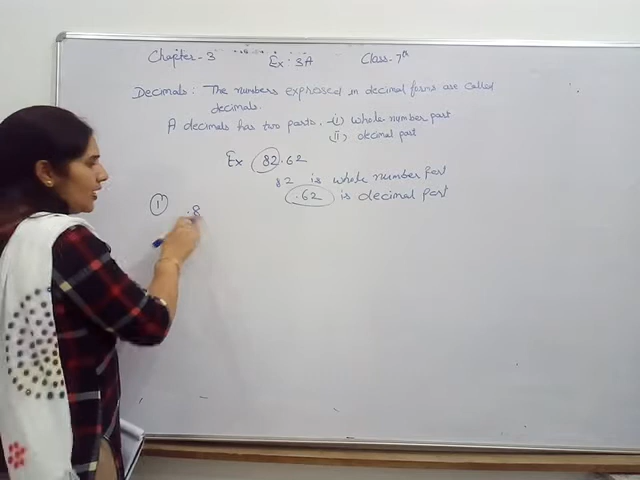 Chapter-3 Ex: 3A Class-7th
Decimals: The numbers expressed in decimal forms are called
decimals.
A decimals has two parts. (i) Whole number part
(ii) decimal part
Ex 82.62
82 is whole number part
.62 is decimal part
(1) .8